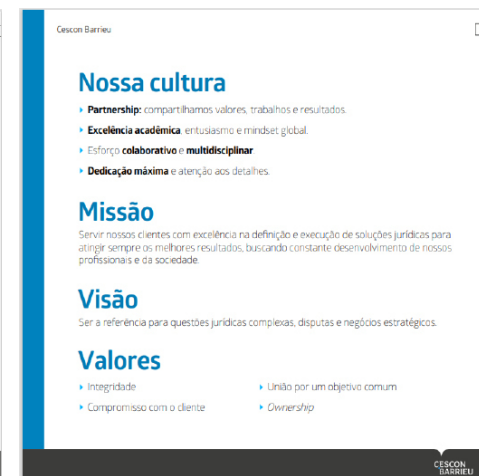 Cescon Barrieu
Nossa cultura
Partnership: compartilhamos valores, trabalhos e resultados.
Excelência acadêmica, entusiasmo e mindset global.
Esforço colaborativo e multidisciplinar.
Dedicação máxima e atenção aos detalhes.
Missão
Servir nossos clientes com excelência na definição e execução de soluções jurídicas para
atingir sempre os melhores resultados, buscando constante desenvolvimento de nossos
profissionais e da sociedade.
Visão
Ser a referência para questões jurídicas complexas, disputas e negócios estratégicos.
Valores
Integridade
Compromisso com o cliente
União por um objetivo comum
Ownership
CESCON
BARRIEU